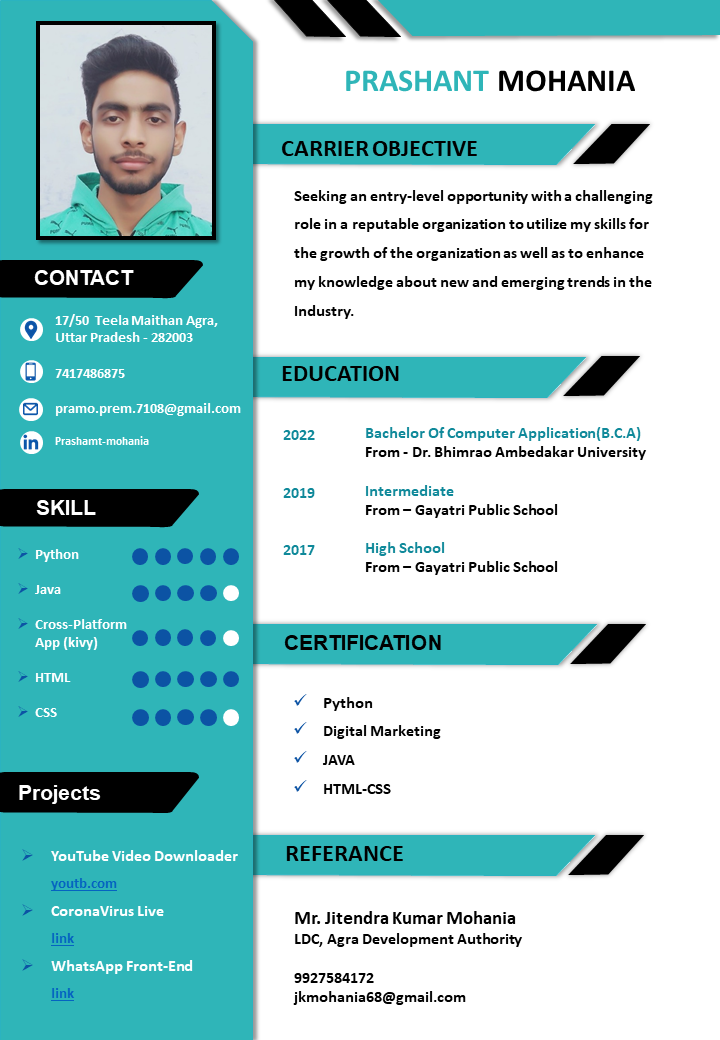 PRASHANT MOHANIA
CONTACT
17/50 Teela Maithan Agra,
Uttar Pradesh - 282003
7417486875
pramo.prem.7108@gmail.com
in
Prashamt-mohania
SKILL
Python
Java
Cross-Platform
App (kivy)
HTML
CSS
Projects
YouTube Video Downloader
youtb.com
CoronaVirus Live
link
WhatsApp Front-End
link
CARRIER OBJECTIVE
Seeking an entry-level opportunity with a challenging
role in a reputable organization to utilize my skills for
the growth of the organization as well as to enhance
my knowledge about new and emerging trends in the
Industry.
EDUCATION
2022 Bachelor Of Computer Application(B.C.A)
From - Dr. Bhimrao Ambedakar University
2019 Intermediate
From – Gayatri Public School
2017 High School
From – Gayatri Public School
CERTIFICATION
Python
Digital Marketing
JAVA
HTML-CSS
REFERANCE
Mr. Jitendra Kumar Mohania
LDC, Agra Development Authority
9927584172
jkmohania68@gmail.com